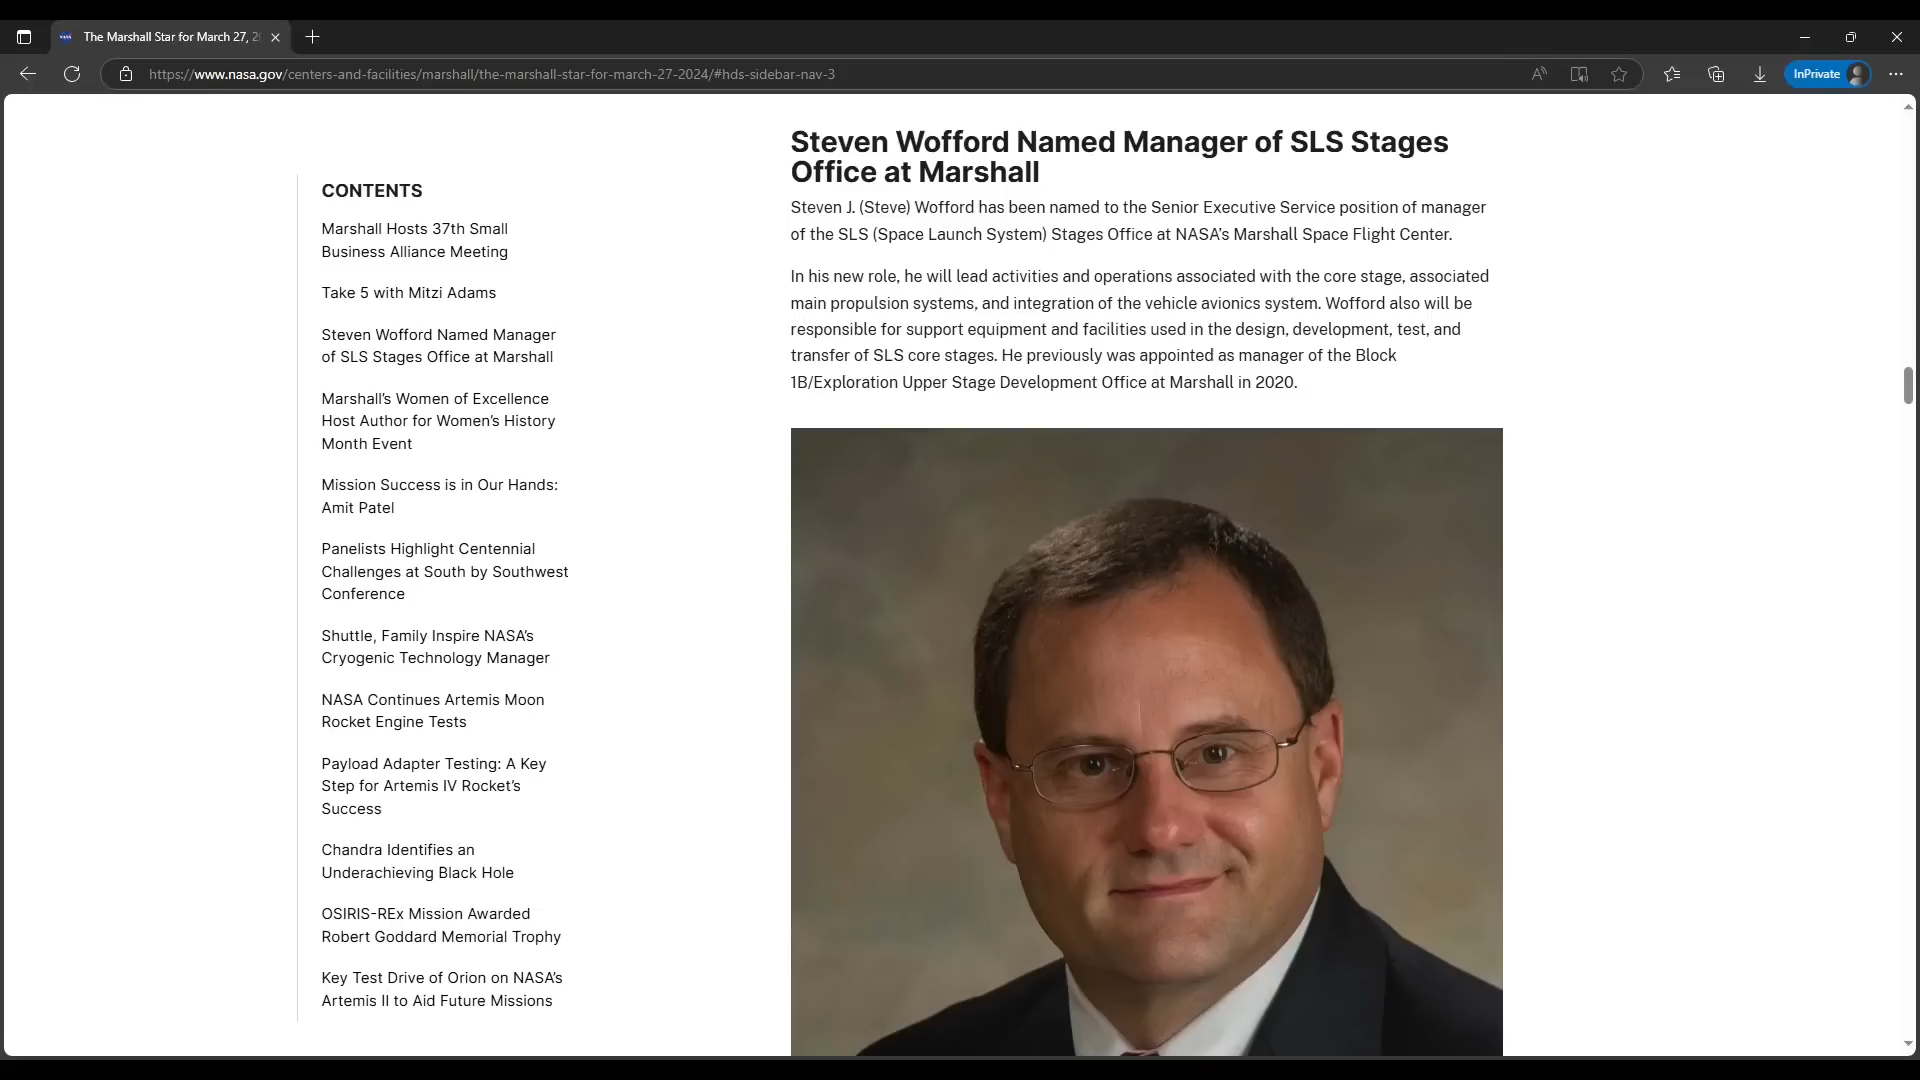 The Marshall Star for March 27, 2
https://www.nasa.gov/centers-and-facilities/marshall/the-marshall-star-for-march-27-2024/#hds-sidebar-nav-3
InPrivate
CONTENTS
Marshall Hosts 37th Small
Business Alliance Meeting
Take 5 with Mitzi Adams
Steven Wofford Named Manager
of SLS Stages Office at Marshall
Marshall’s Women of Excellence
Host Author for Women’s History
Month Event
Mission Success is in Our Hands:
Amit Patel
Panelists Highlight Centennial
Challenges at South by Southwest
Conference
Shuttle, Family Inspire NASA’s
Cryogenic Technology Manager
NASA Continues Artemis Moon
Rocket Engine Tests
Payload Adapter Testing: A Key
Step for Artemis IV Rocket’s
Success
Chandra Identifies an
Underachieving Black Hole
OSIRIS-REx Mission Awarded
Robert Goddard Memorial Trophy
Key Test Drive of Orion on NASA’s
Artemis II to Aid Future Missions
Steven Wofford Named Manager of SLS Stages
Office at Marshall
Steven J. (Steve) Wofford has been named to the Senior Executive Service position of manager
of the SLS (Space Launch System) Stages Office at NASA’s Marshall Space Flight Center.
In his new role, he will lead activities and operations associated with the core stage, associated
main propulsion systems, and integration of the vehicle avionics system. Wofford also will be
responsible for support equipment and facilities used in the design, development, test, and
transfer of SLS core stages. He previously was appointed as manager of the Block
1B/Exploration Upper Stage Development Office at Marshall in 2020.